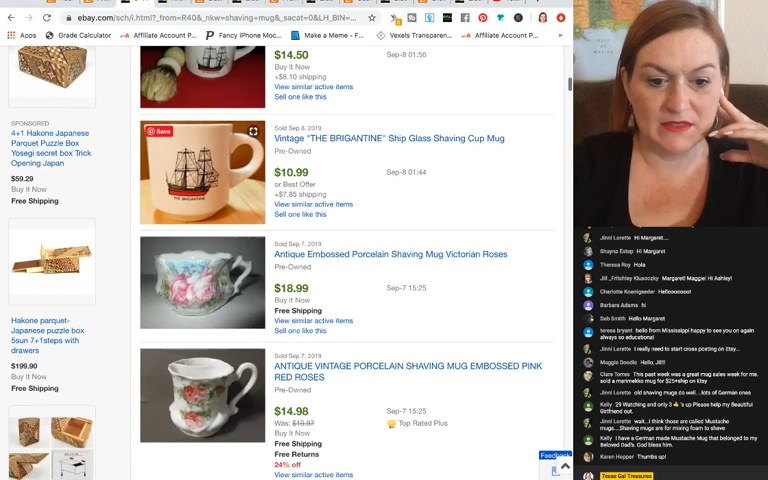 ebay.com/sch/i.html?_from=R40&_nkw=shaving+mug&_sacat=0&LH_BIN=...
Apps
Grade Calculator
Affiliate Account P...
Fancy iPhone Moc...
Make a Meme - F...
Vexels Transparen...
Affiliate Account P...
SPONSORED
4+1 Hakone Japanese
Parquet Puzzle Box
Yosegi secret box Trick
Opening Japan
$59.29
Buy It Now
Free Shipping
Hakone parquet-
Japanese puzzle box
5sun 7+1steps with
drawers
$199.90
Buy It Now
Free Shipping
$14.50
Sep-8 01:56
Buy It Now
+$8.10 shipping
View similar active items
Sell one like this
Save
THE BRIGANTINE
Sold Sep 8, 2019
Vintage "THE BRIGANTINE" Ship Glass Shaving Cup Mug
Pre-Owned
$10.99
Sep-8 01:44
or Best Offer
+$7.85 shipping
View similar active items
Sell one like this
Sold Sep 7, 2019
Antique Embossed Porcelain Shaving Mug Victorian Roses
Pre-Owned
$18.99
Sep-7 15:25
Buy It Now
Free Shipping
View similar active items
Sell one like this
Sold Sep 7, 2019
ANTIQUE VINTAGE PORCELAIN SHAVING MUG EMBOSSED PINK
RED ROSES
Pre-Owned
$14.98
Sep-7 15:25
Was: $19.97
Top Rated Plus
Buy It Now
Free Shipping
Free Returns
24% off
View similar active items
Feedback
Jinni Lorette Hi Margaret....
Shayna Estep Hi Margaret
Theresa Roy Hola
Jill_Fritschley Klusoczky Margaret! Maggie! Hi Ashley!
Charlotte Koenigseder Hellooooooo!
Barbara Adams hi
Deb Smith Hello Margaret
teresa bryant hello from Mississippi happy to see you on again
always so educational!
Jinni Lorette I really need to start cross posting on Etsy...
Maggie Doodle Hello, Jill!!
Clara Torres This past week was a great mug sales week for me.
sold a marimekko mug for $25+ship on Etsy
Jinni Lorette old shaving mugs do well...lots of German ones
Kelly 29 Watching and only 3 👍's up Please help my Beautiful
Girlfriend out.
Jinni Lorette wait...I think those are called Mustache
mugs....Shaving mugs are for mixing foam to shave
Kelly I have a German made Mustache Mug that belonged to my
Beloved Dad's. God bless him.
Karen Hopper Thumbs up!
Texas Gal Treasures